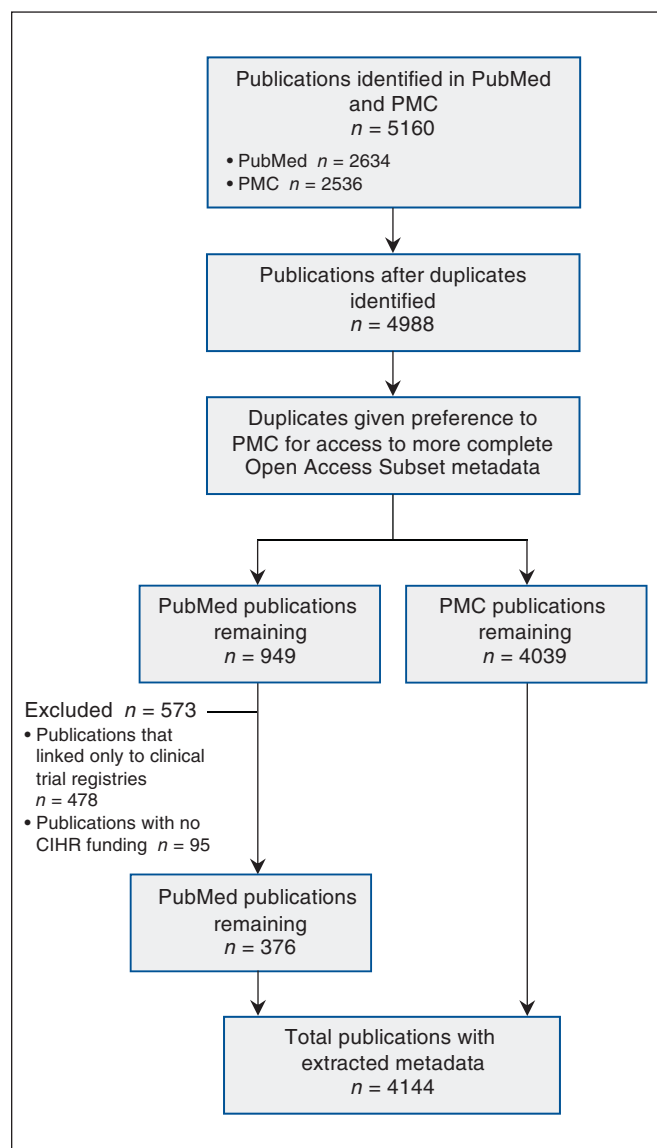 Publications identified in PubMed
and PMC
n = 5160
• PubMed n = 2634
• PMC n = 2536
Publications after duplicates
identified
n = 4988
Duplicates given preference to
PMC for access to more complete
Open Access Subset metadata
PubMed publications
remaining
n = 949
PMC publications
remaining
n = 4039
Excluded n = 573
• Publications that
linked only to clinical
trial registries
n = 478
• Publications with no
CIHR funding n = 95
PubMed publications
remaining
n = 376
Total publications with
extracted metadata
n = 4144